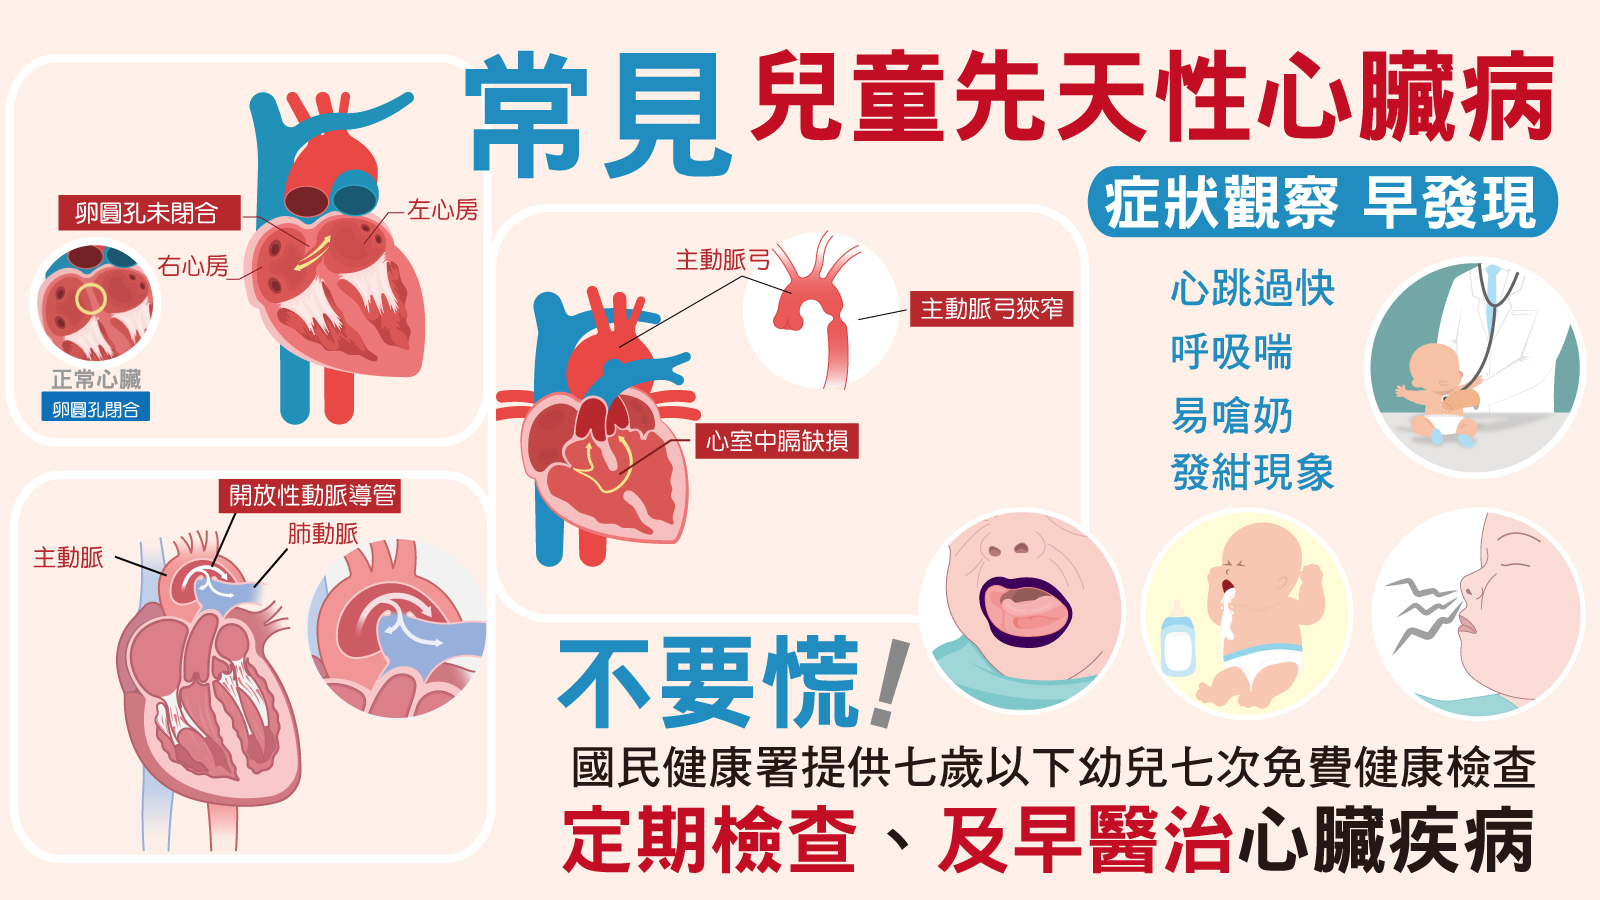 常見兒童先天性心臟病
症狀觀察 早發現
卵圓孔未閉合
左心房
右心房
正常心臟
卵圓孔閉合
主動脈弓
主動脈弓狹窄
心室中膈缺損
開放性動脈導管
肺動脈
主動脈
心跳過快
呼吸喘
易嗆奶
發紺現象
不要慌!
國民健康署提供七歲以下幼兒七次免費健康檢查
定期檢查、及早醫治心臟疾病